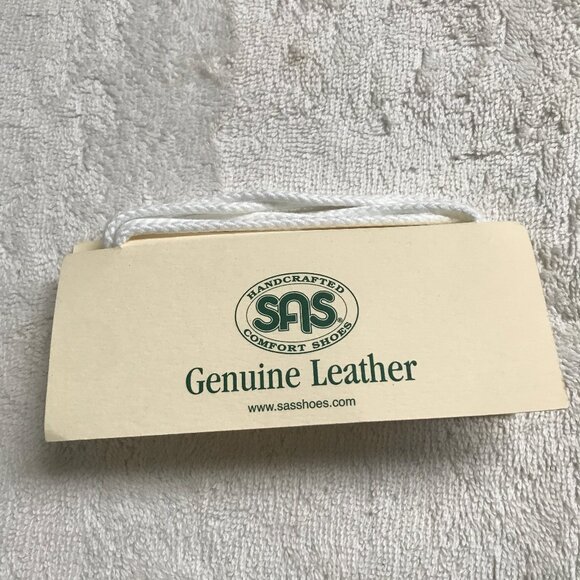 HANDCRAFTED
SAS®
COMFORT SHOES
Genuine Leather
www.sasshoes.com